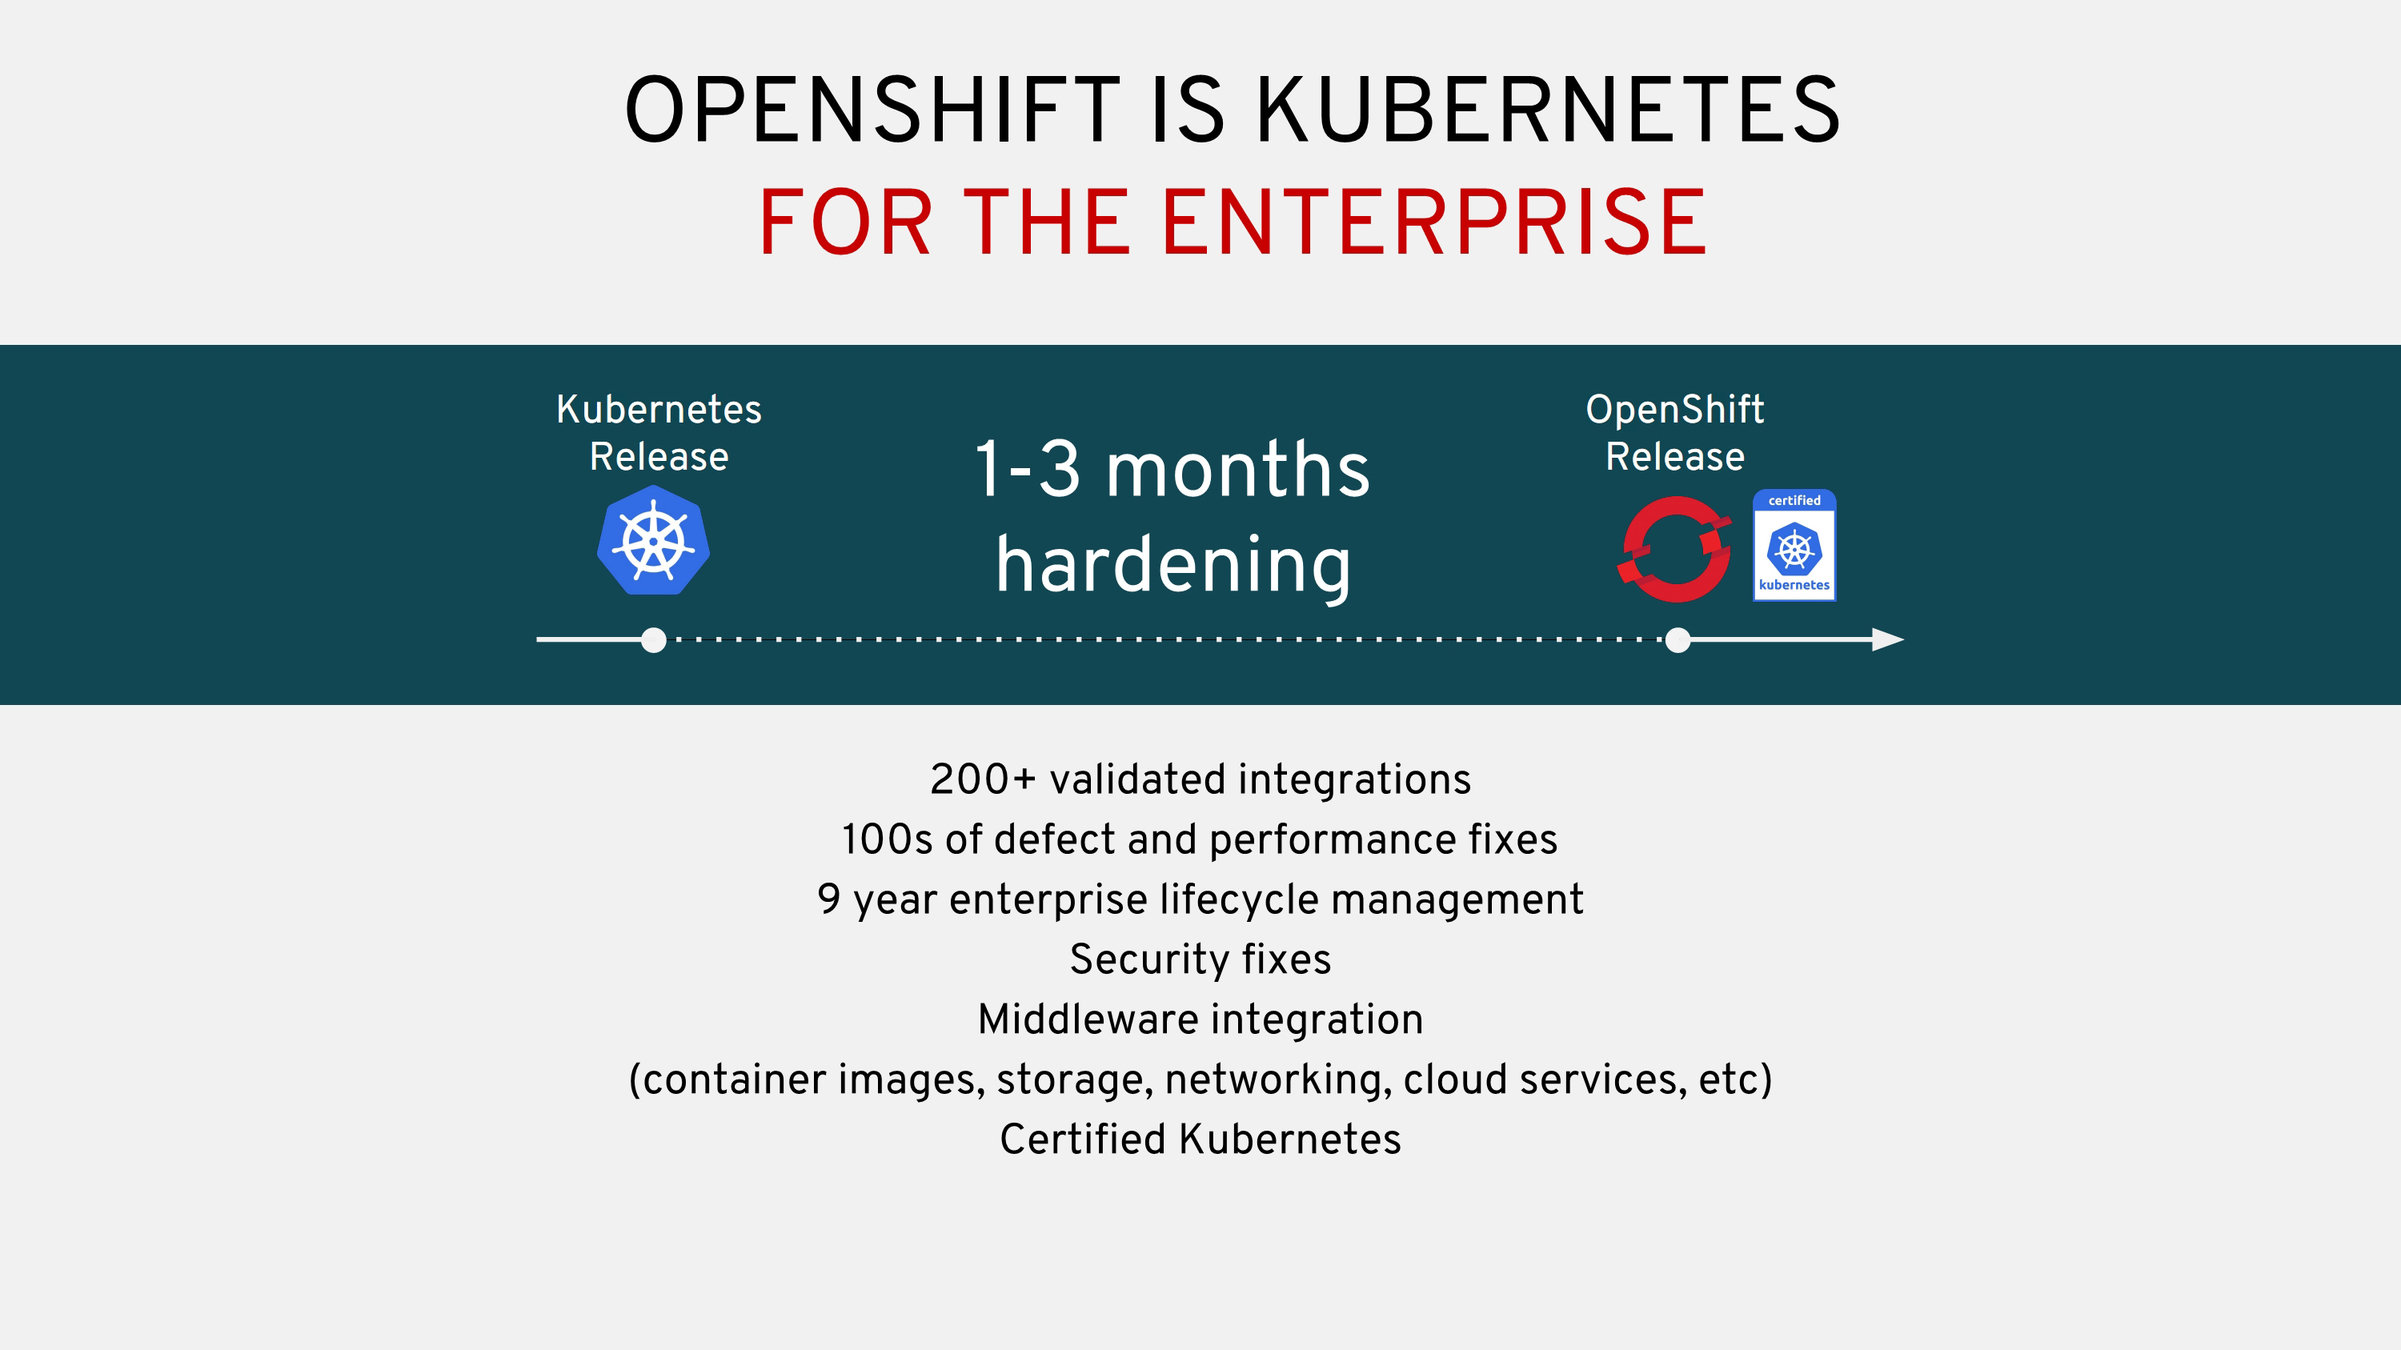 OPENSHIFT IS KUBERNETES
FOR THE ENTERPRISE
Kubernetes
Release
1-3 months
hardening
OpenShift
Release
certified
kubernetes
200+ validated integrations
100s of defect and performance fixes
9 year enterprise lifecycle management
Security fixes
Middleware integration
(container images, storage, networking, cloud services, etc)
Certified Kubernetes